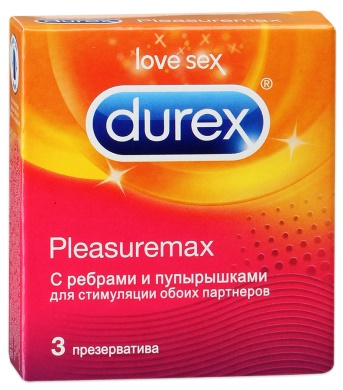 love sex
durex®
Pleasuremax
С ребрами и пупырышками
для стимуляции обоих партнеров
3 презерватива